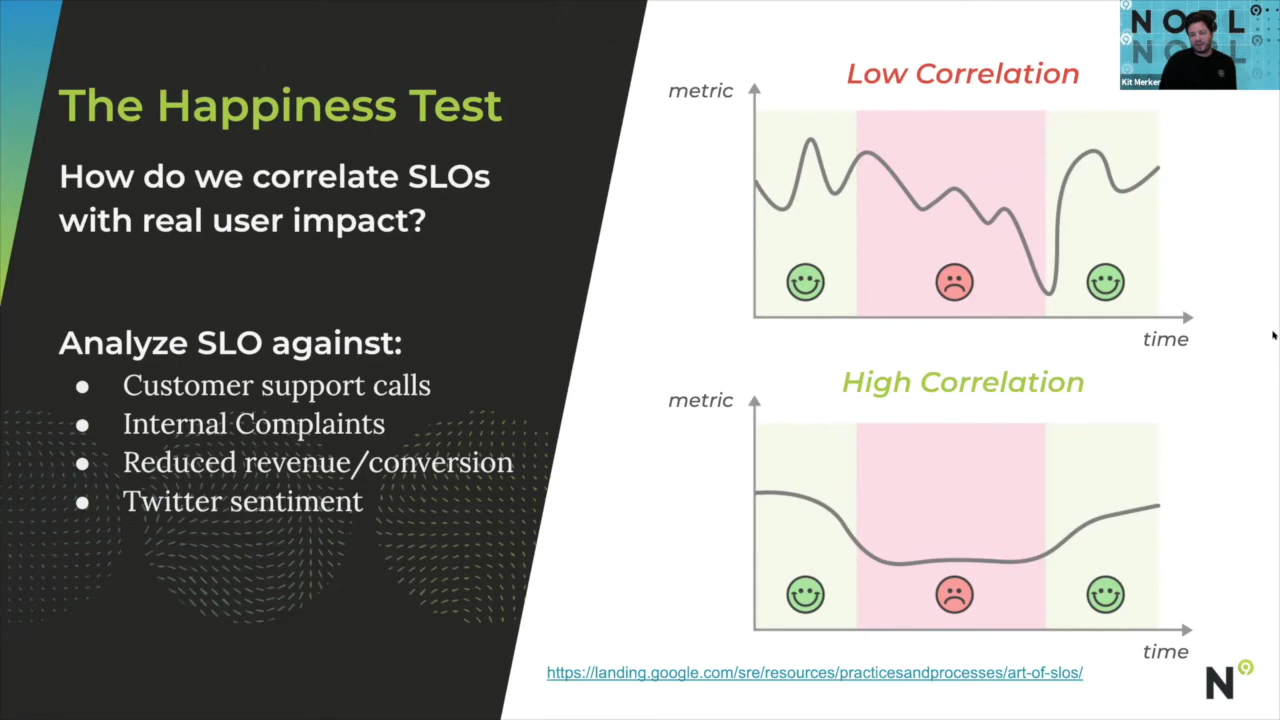 The Happiness Test
How do we correlate SLOs
with real user impact?
Analyze SLO against:
● Customer support calls
● Internal Complaints
● Reduced revenue/conversion
● Twitter sentiment
Low Correlation
metric
time
High Correlation
metric
time
https://landing.google.com/sre/resources/practicesandprocesses/art-of-slos/
N
NOBL
NOBL
Kit Merker